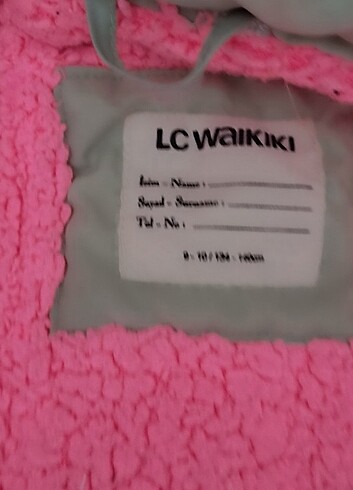 LC WAIKIKI
İsim - Name :
Soyad - Surname :
Tel - No :
9 - 10 / 134 - 140cm